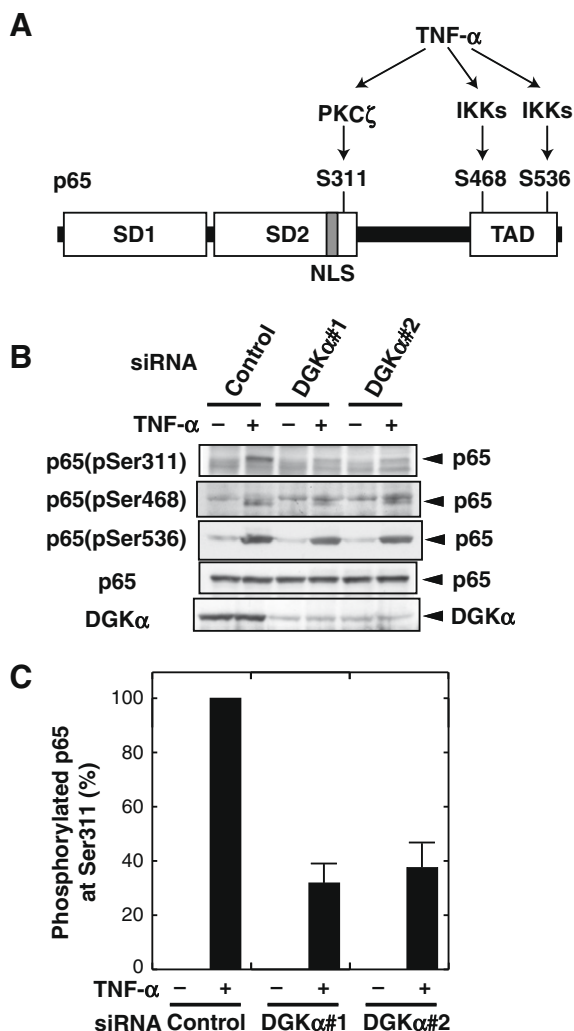 A
TNF-α
PKCζ IKKs IKKs
p65 S311 S468 S536
SD1 SD2 TAD
NLS
B
siRNA Control DGKα#1 DGKα#2
TNF-α – + – + – +
p65(pSer311) p65
p65(pSer468) p65
p65(pSer536) p65
p65 p65
DGKα DGKα
C
Phosphorylated p65
at Ser311 (%)
100
80
60
40
20
0
TNF-α – + – + – +
siRNA Control DGKα#1 DGKα#2